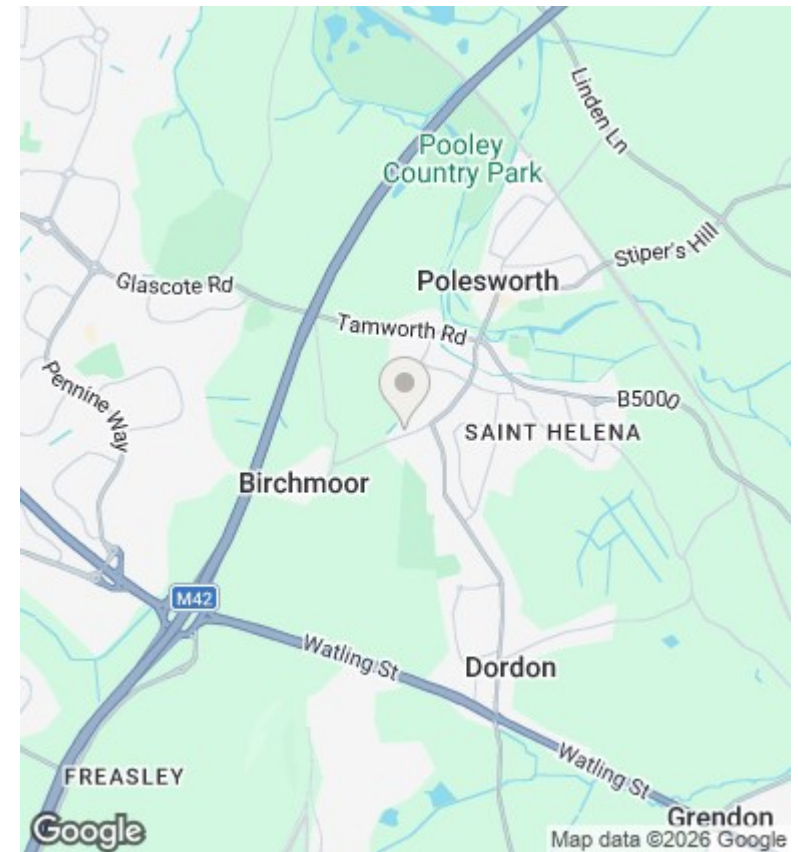 Linden Ln
Pooley
Country Park
Stiper's Hill
Polesworth
Glascote Rd
Tamworth Rd
Pennine Way
B5000
SAINT HELENA
Birchmoor
M42
Watling St
Dordon
Watling St
FREASLEY
Grendon
Google
Map data ©2026 Google